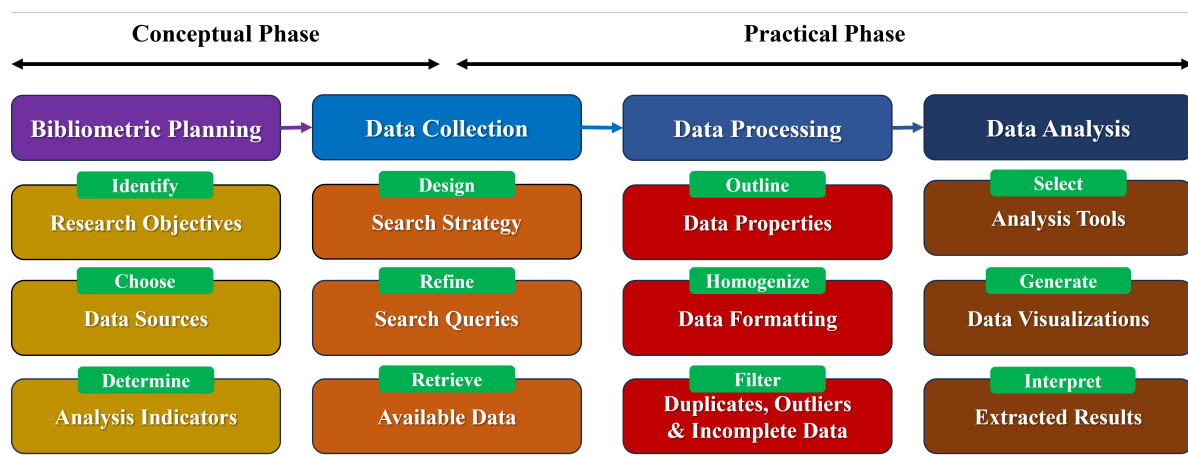 Conceptual Phase
Practical Phase
Bibliometric Planning
Data Collection
Data Processing
Data Analysis
Identify
Research Objectives
Design
Search Strategy
Outline
Data Properties
Select
Analysis Tools
Choose
Data Sources
Refine
Search Queries
Homogenize
Data Formatting
Generate
Data Visualizations
Determine
Analysis Indicators
Retrieve
Available Data
Filter
Duplicates, Outliers
& Incomplete Data
Interpret
Extracted Results